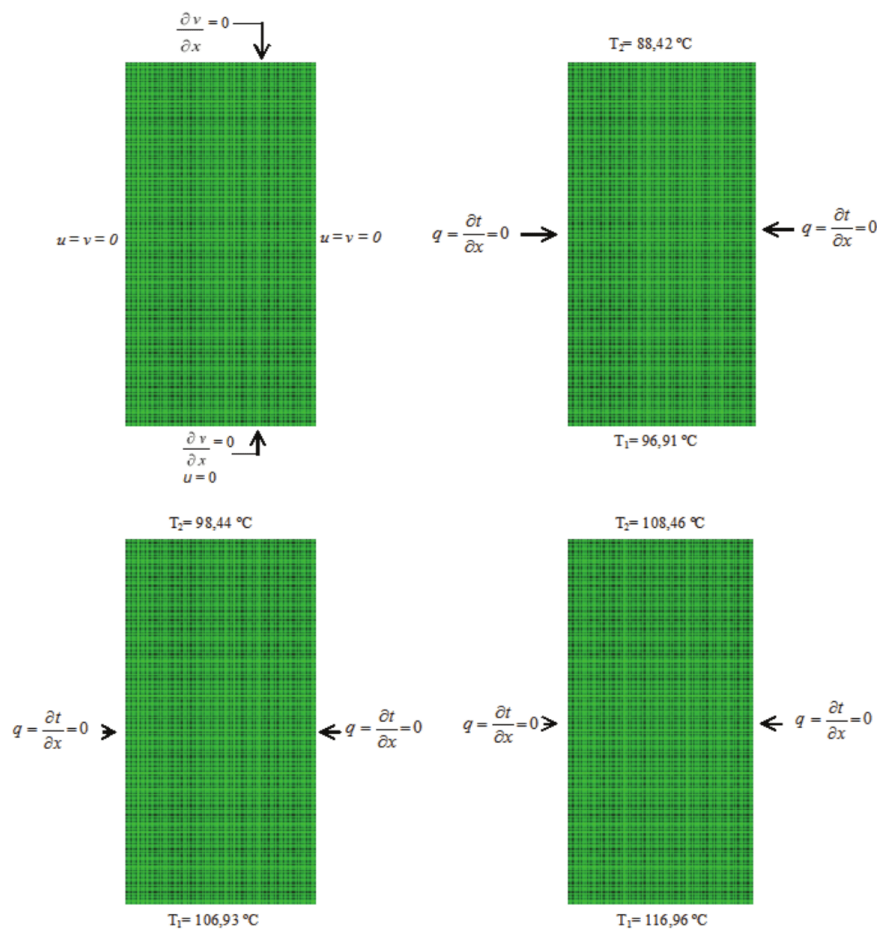 ∂v/∂x = 0
T₂= 88,42 ºC
u = v = 0
u = v = 0
q = ∂t/∂x = 0
q = ∂t/∂x = 0
∂v/∂x = 0
u = 0
T₁= 96,91 ºC
T₂= 98,44 ºC
T₂= 108,46 ºC
q = ∂t/∂x = 0
q = ∂t/∂x = 0
q = ∂t/∂x = 0
q = ∂t/∂x = 0
T₁= 106,93 ºC
T₁= 116,96 ºC